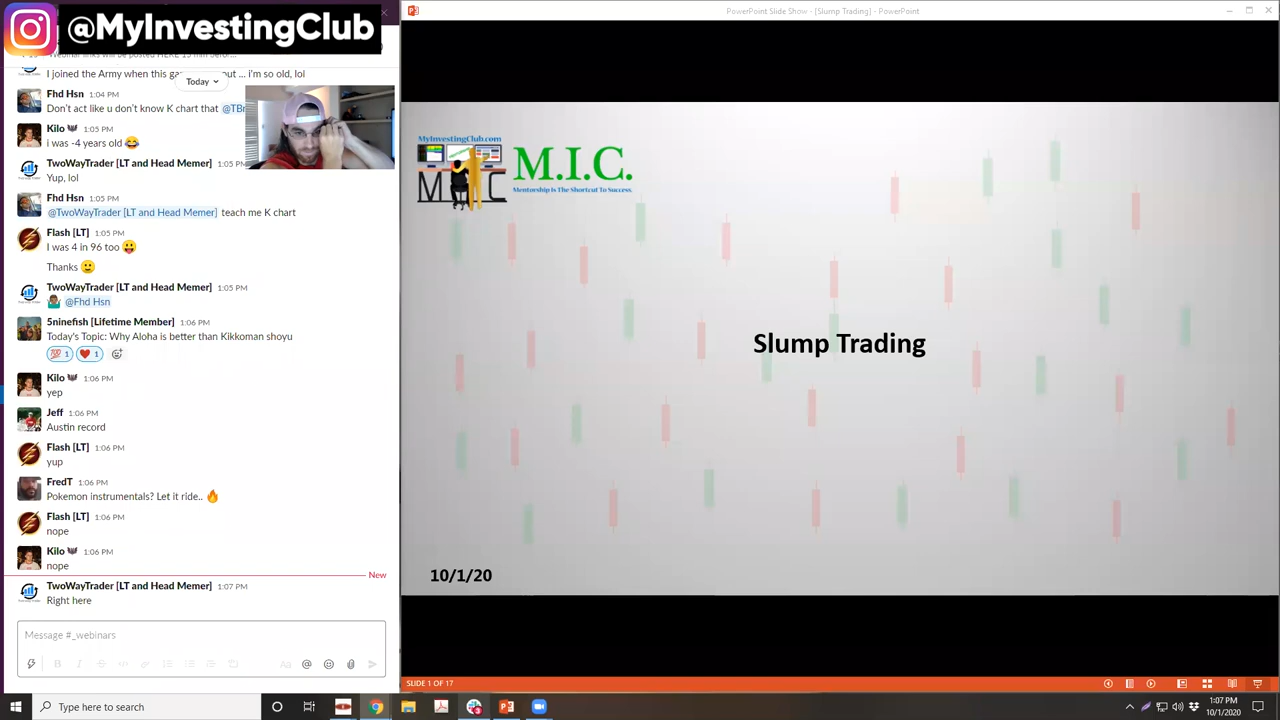 @MyInvestingClub
I joined the Army when this
ut ... i'm so old, lol
Today
Fhd Hsn 1:04 PM
Don't act like u don't know K chart that
Kilo 1:05 PM
i was -4 years old 😂
TwoWayTrader [LT and Head Memer] 1:05 PM
Yup, lol
Fhd Hsn 1:05 PM
@TwoWayTrader [LT and Head Memer] teach me K chart
Flash [LT] 1:05 PM
I was 4 in 96 too 😛
Thanks 🙂
TwoWayTrader [LT and Head Memer] 1:05 PM
@Fhd Hsn
5ninefish [Lifetime Member] 1:06 PM
Today's Topic: Why Aloha is better than Kikkoman shoyu
💯 1 ❤️ 1
Kilo 1:06 PM
yep
Jeff 1:06 PM
Austin record
Flash [LT] 1:06 PM
yup
FredT 1:06 PM
Pokemon instrumentals? Let it ride.. 🔥
Flash [LT] 1:06 PM
nope
Kilo 1:06 PM
nope
New
TwoWayTrader [LT and Head Memer] 1:07 PM
Right here
Message #_webinars
PowerPoint Slide Show - [Slurnp Trading] - PowerPoint
MyInvestingClub.com
M.I.C.
Mentorship Is The Shortcut To Success.
Slump Trading
10/1/20
SLIDE 1 OF 17
Type here to search
1:07 PM
10/1/2020